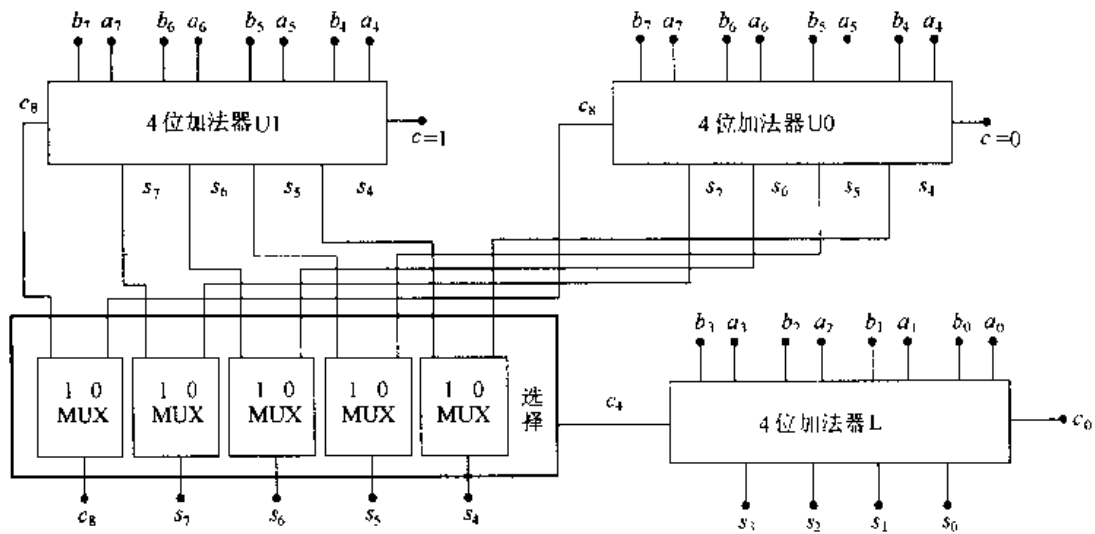 b₇ a₇ b₆ a₆ b₅ a₅ b₄ a₄
b₇ a₇ b₆ a₆ b₅ a₅ b₄ a₄
c₈ 4位加法器U1 c=1
c₈ 4位加法器U0 c=0
s₇ s₆ s₅ s₄
s₇ s₆ s₅ s₄
b₃ a₃ b₂ a₂ b₁ a₁ b₀ a₀
1 0 1 0 1 0 1 0 1 0
MUX MUX MUX MUX MUX
选择
c₄ 4位加法器L c₀
c₈ s₇ s₆ s₅ s₄
s₃ s₂ s₁ s₀